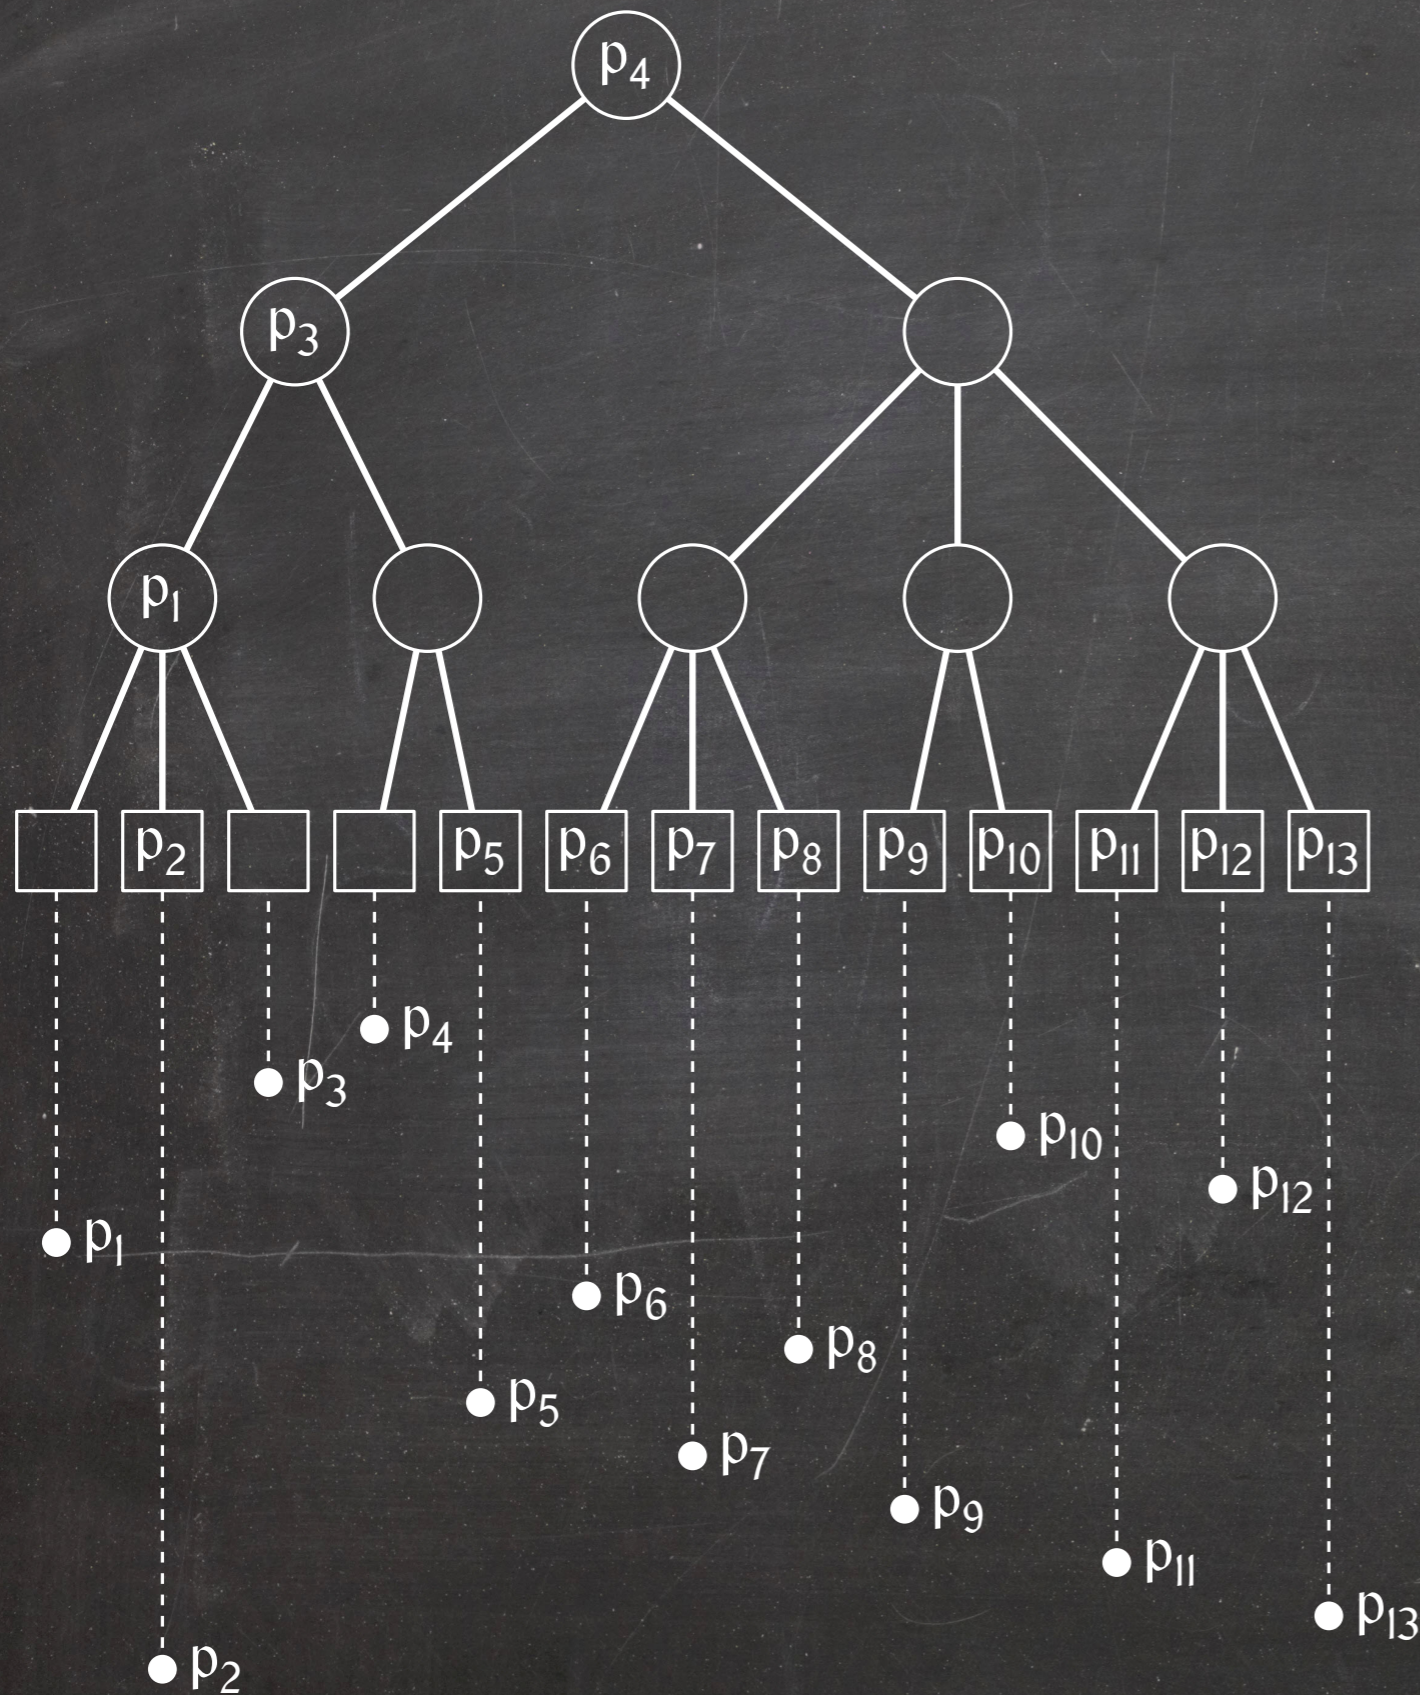 p₄
p₃
p₁
p₂ p₅ p₆ p₇ p₈ p₉ p₁₀ p₁₁ p₁₂ p₁₃
p₄
p₃
p₁₀
p₁₂
p₁
p₆
p₈
p₅
p₇
p₉
p₁₁
p₁₃
p₂